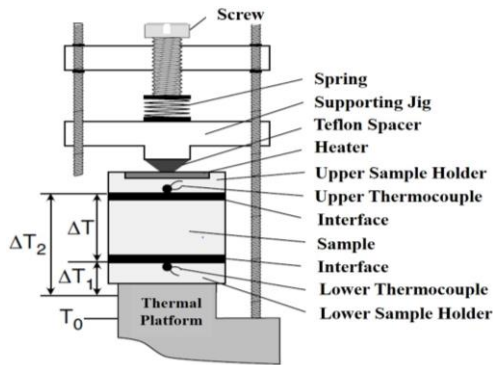 Screw
Spring
Supporting Jig
Teflon Spacer
Heater
Upper Sample Holder
Upper Thermocouple
Interface
Sample
Interface
Lower Thermocouple
Lower Sample Holder
ΔT₂
ΔT
ΔT₁
T₀
Thermal
Platform